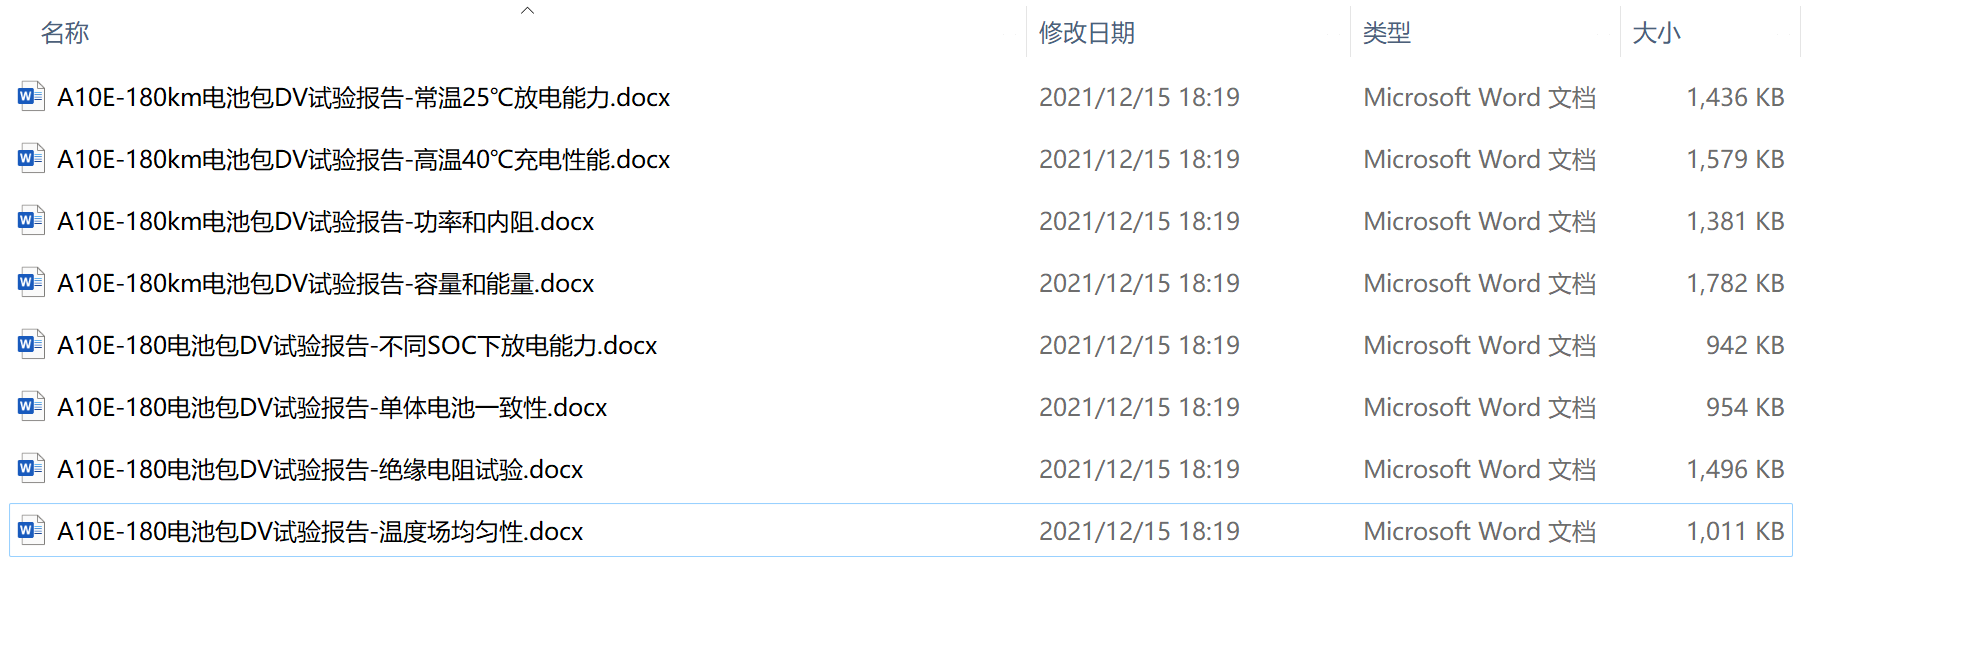 名称 修改日期 类型 大小
A10E-180km电池包DV试验报告-常温25℃放电能力.docx 2021/12/15 18:19 Microsoft Word 文档 1,436 KB
A10E-180km电池包DV试验报告-高温40℃充电性能.docx 2021/12/15 18:19 Microsoft Word 文档 1,579 KB
A10E-180km电池包DV试验报告-功率和内阻.docx 2021/12/15 18:19 Microsoft Word 文档 1,381 KB
A10E-180km电池包DV试验报告-容量和能量.docx 2021/12/15 18:19 Microsoft Word 文档 1,782 KB
A10E-180电池包DV试验报告-不同SOC下放电能力.docx 2021/12/15 18:19 Microsoft Word 文档 942 KB
A10E-180电池包DV试验报告-单体电池一致性.docx 2021/12/15 18:19 Microsoft Word 文档 954 KB
A10E-180电池包DV试验报告-绝缘电阻试验.docx 2021/12/15 18:19 Microsoft Word 文档 1,496 KB
A10E-180电池包DV试验报告-温度场均匀性.docx 2021/12/15 18:19 Microsoft Word 文档 1,011 KB